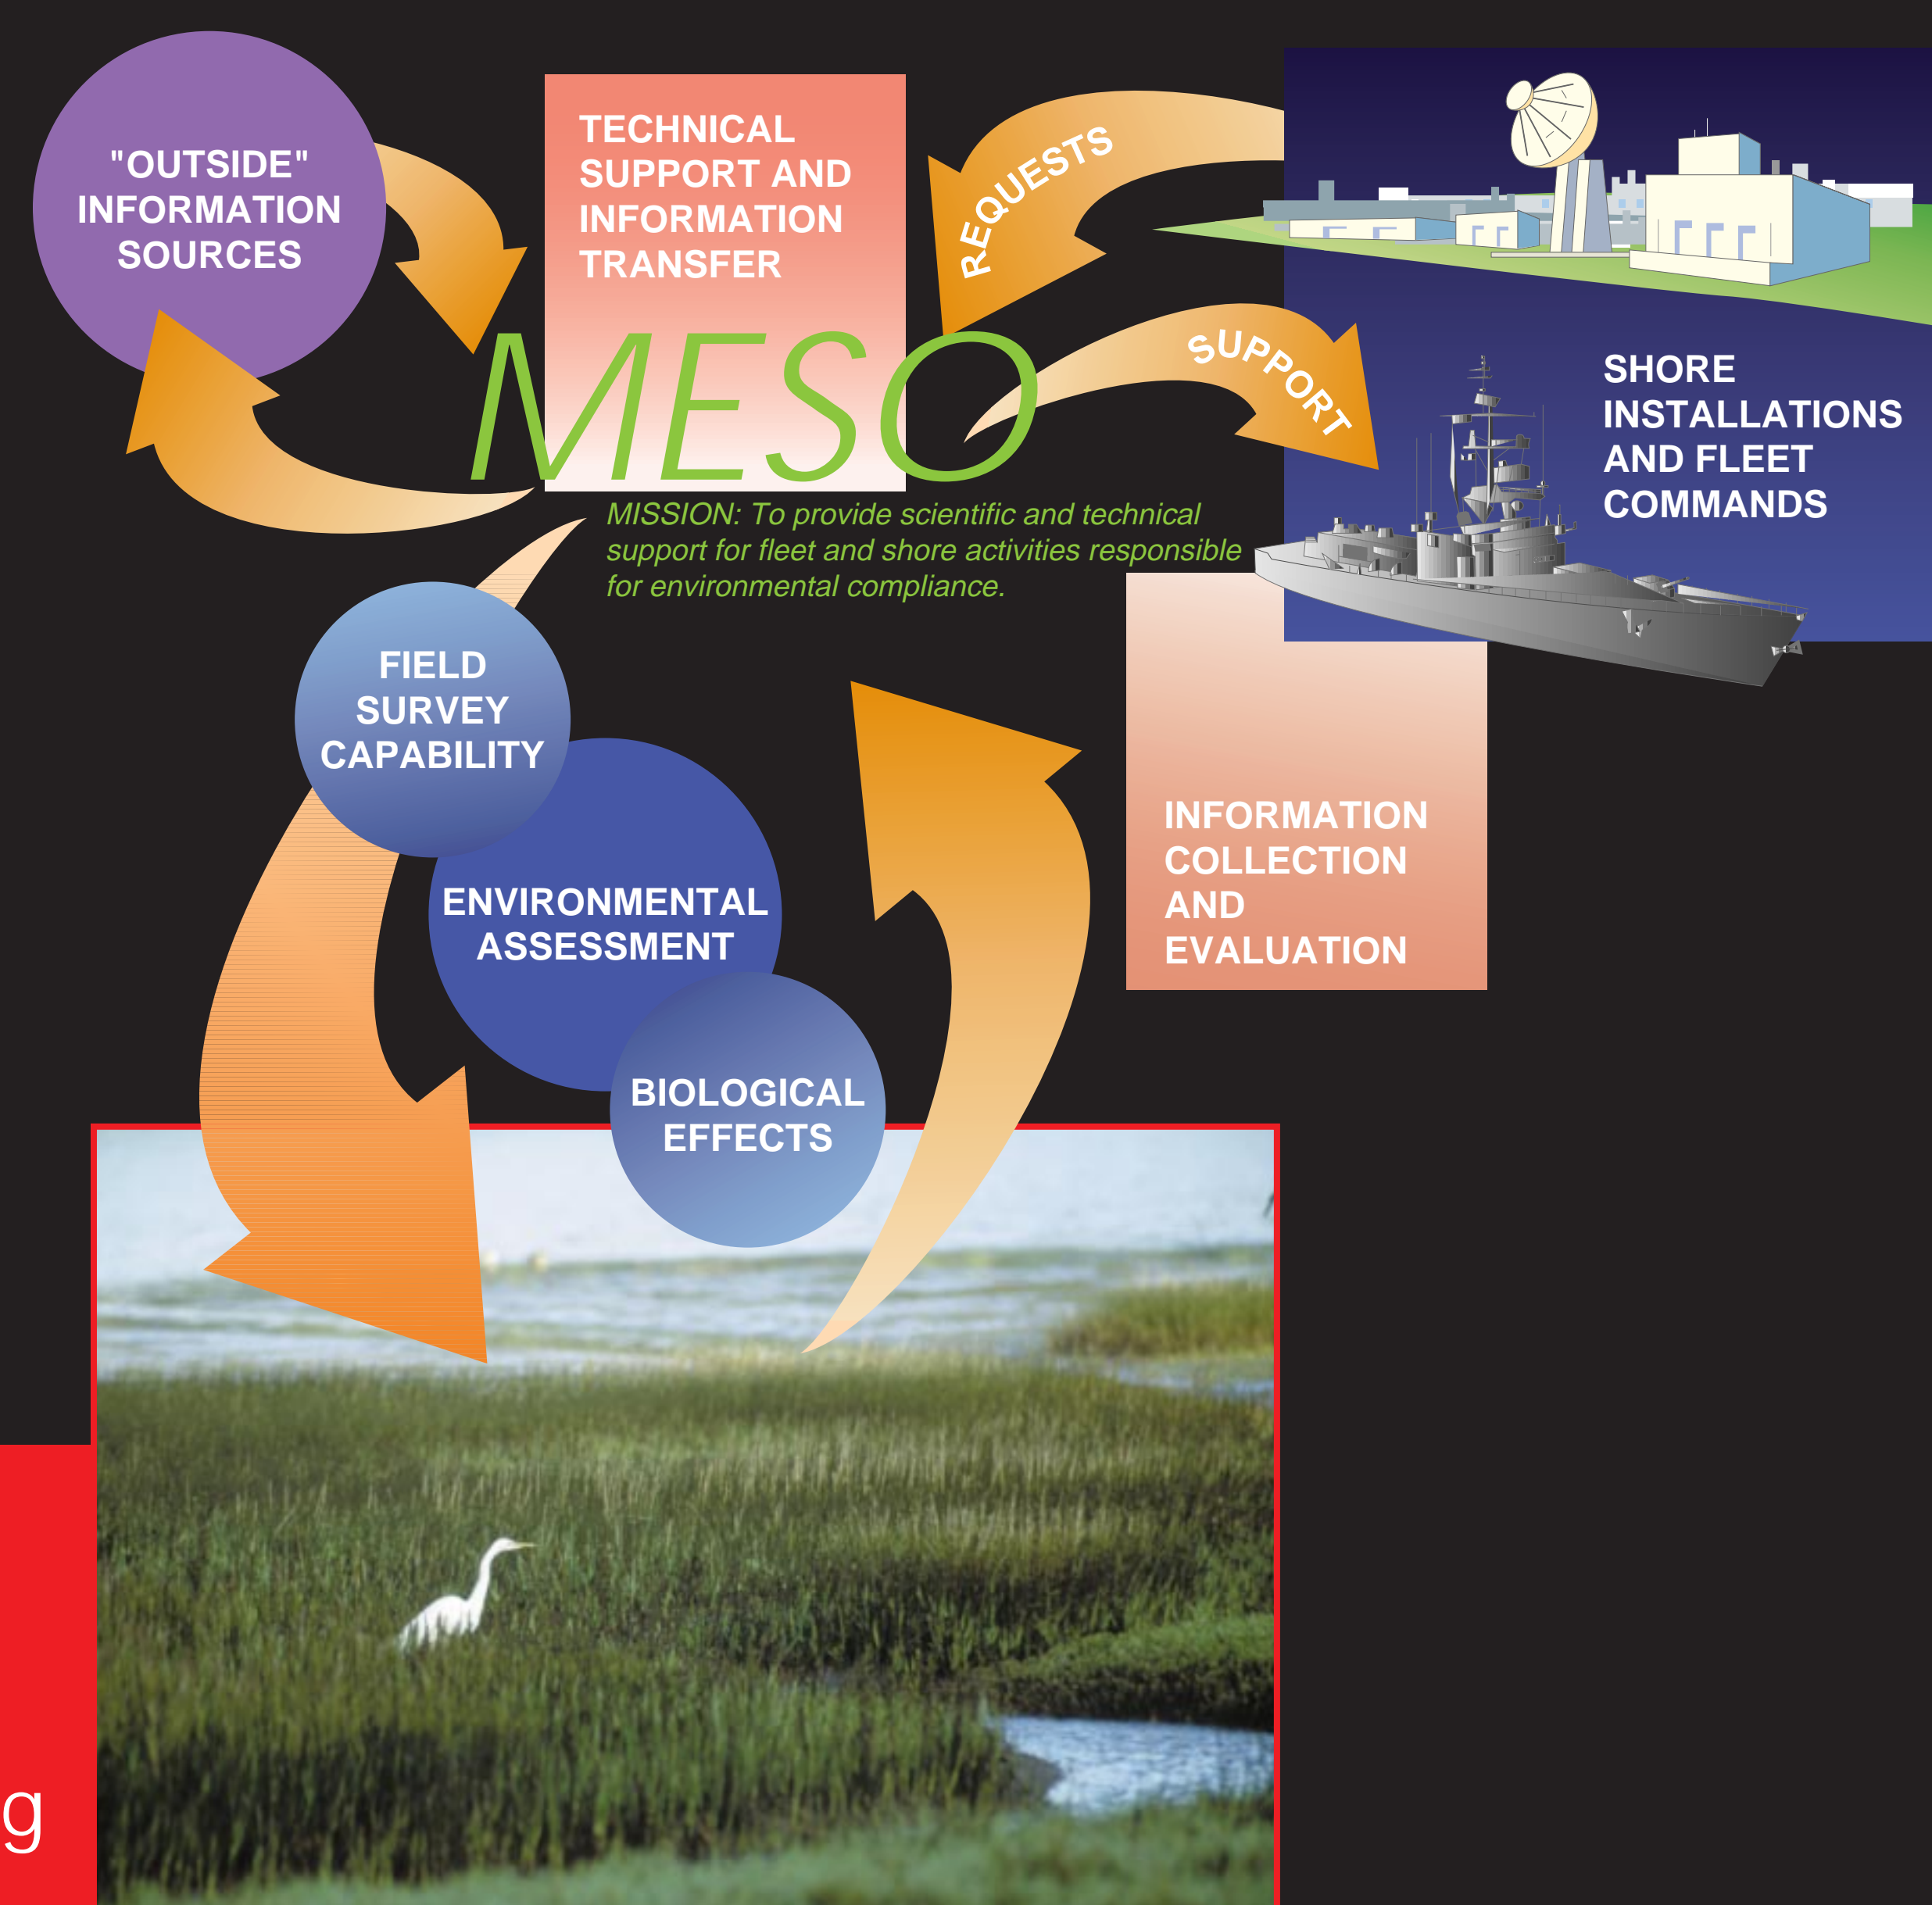 "OUTSIDE"
INFORMATION
SOURCES
TECHNICAL
SUPPORT AND
INFORMATION
TRANSFER
REQUESTS
SUPPORT
SHORE
INSTALLATIONS
AND FLEET
COMMANDS
MESO
MISSION: To provide scientific and technical
support for fleet and shore activities responsible
for environmental compliance.
FIELD
SURVEY
CAPABILITY
ENVIRONMENTAL
ASSESSMENT
BIOLOGICAL
EFFECTS
INFORMATION
COLLECTION
AND
EVALUATION
g